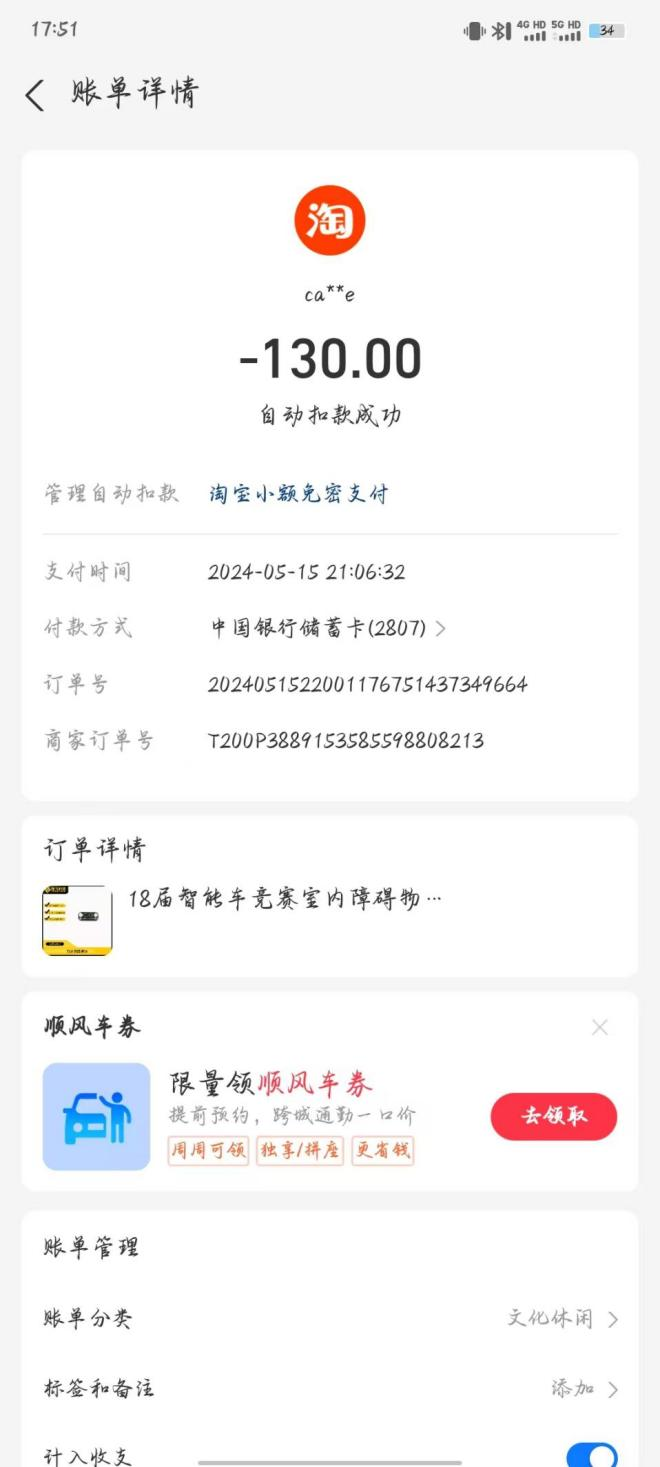 17:51
4G HD 5G HD 34
账单详情
淘
ca**e
-130.00
自动扣款成功
管理自动扣款 淘宝小额免密支付
支付时间 2024-05-15 21:06:32
付款方式 中国银行储蓄卡(2807)
订单号 2024051522001176751437349664
商家订单号 T200P3889153585598808213
订单详情
18届智能车竞赛室内障碍物…
顺风车券
限量领顺风车券
提前预约，跨城通勤一口价
去领取
周周可领 独享/拼座 更省钱
账单管理
账单分类 文化休闲
标签和备注 添加
计入收支